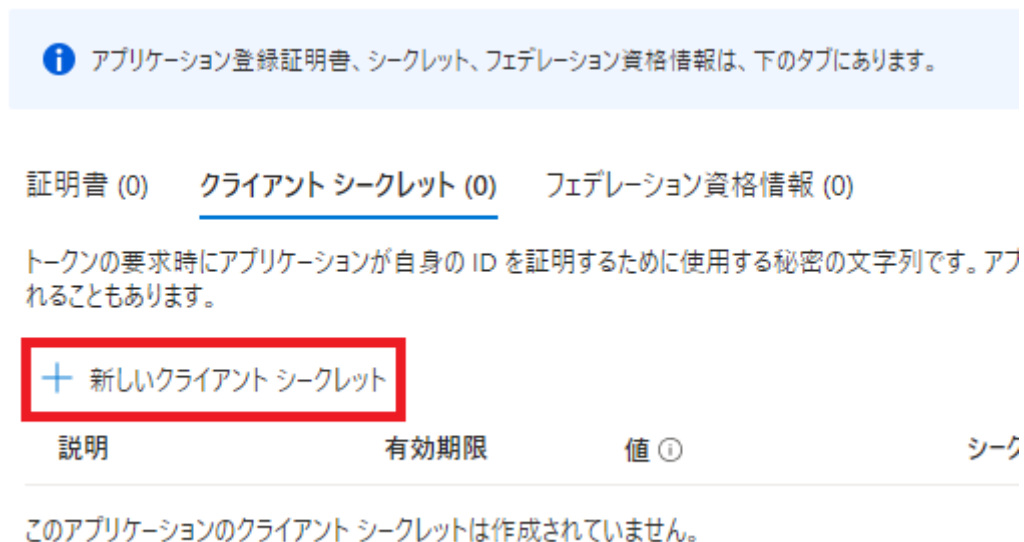 アプリケーション登録証明書、シークレット、フェデレーション資格情報は、下のタブにあります。
証明書 (0) クライアント シークレット (0) フェデレーション資格情報 (0)
トークンの要求時にアプリケーションが自身の ID を証明するために使用する秘密の文字列です。アプ
れることもあります。
新しいクライアント シークレット
説明 有効期限 値 シーク
このアプリケーションのクライアント シークレットは作成されていません。